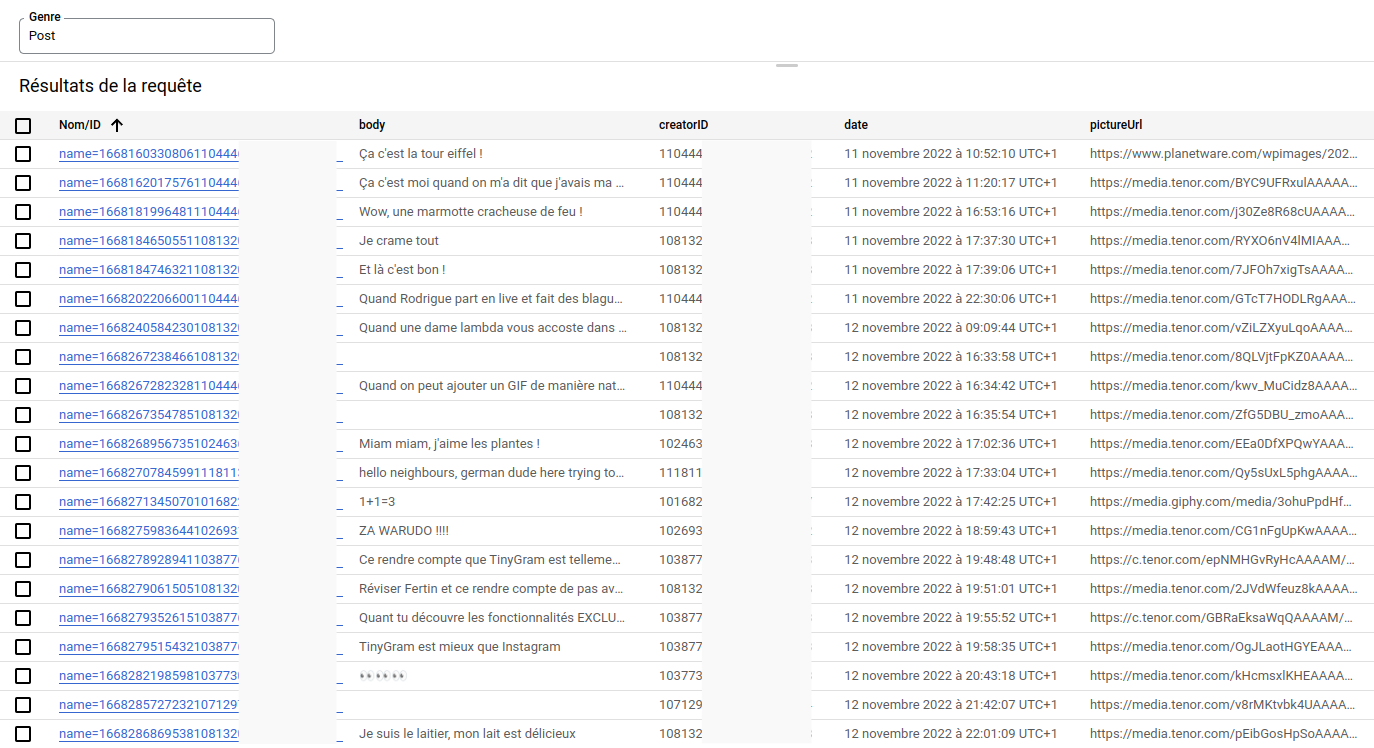 Genre
Post
Résultats de la requête
Nom/ID body creatorID date pictureUrl
name=1668160330806110444 _ Ça c'est la tour eiffel ! 110444 11 novembre 2022 à 10:52:10 UTC+1 https://www.planetware.com/wpimages/202…
name=1668162017576110444 _ Ça c'est moi quand on m'a dit que j'avais ma … 110444 11 novembre 2022 à 11:20:17 UTC+1 https://media.tenor.com/BYC9UFRxulAAAAA…
name=1668181996481110444 _ Wow, une marmotte cracheuse de feu ! 110444 11 novembre 2022 à 16:53:16 UTC+1 https://media.tenor.com/j30Ze8R68cUAAAA…
name=166818465055110813 _ Je crame tout 108132 11 novembre 2022 à 17:37:30 UTC+1 https://media.tenor.com/RYXO6nV4lMIAAA…
name=166818474632110813 _ Et là c'est bon ! 108132 11 novembre 2022 à 17:39:06 UTC+1 https://media.tenor.com/7JFOh7xigTsAAAA…
name=1668202206600110444 _ Quand Rodrigue part en live et fait des blagu… 110444 11 novembre 2022 à 22:30:06 UTC+1 https://media.tenor.com/GTcT7HODLRgAAA…
name=166824058423010813 _ Quand une dame lambda vous accoste dans … 108132 12 novembre 2022 à 09:09:44 UTC+1 https://media.tenor.com/vZiLZXyuLqoAAAA…
name=166826723846610813 _ 108132 12 novembre 2022 à 16:33:58 UTC+1 https://media.tenor.com/8QLVjtFpKZ0AAAA…
name=1668267282328110444 _ Quand on peut ajouter un GIF de manière nat… 110444 12 novembre 2022 à 16:34:42 UTC+1 https://media.tenor.com/kwv_MuCidz8AAAA…
name=166826735478510813 _ 108132 12 novembre 2022 à 16:35:54 UTC+1 https://media.tenor.com/ZfG5DBU_zmoAAA…
name=1668268956735102463 _ Miam miam, j'aime les plantes ! 102463 12 novembre 2022 à 17:02:36 UTC+1 https://media.tenor.com/EEa0DfXPQwYAAA…
name=1668270784599111811 _ hello neighbours, german dude here trying to… 111811 12 novembre 2022 à 17:33:04 UTC+1 https://media.tenor.com/Qy5sUxL5phgAAAA…
name=1668271345070101682 _ 1+1=3 101682 12 novembre 2022 à 17:42:25 UTC+1 https://media.giphy.com/media/3ohuPpdHf…
name=1668275983644102693 _ ZA WARUDO !!!! 102693 12 novembre 2022 à 18:59:43 UTC+1 https://media.tenor.com/CG1nFgUpKwAAAA…
name=1668278928941103877 _ Ce rendre compte que TinyGram est telleme… 103877 12 novembre 2022 à 19:48:48 UTC+1 https://c.tenor.com/epNMHGvRyHcAAAAM/…
name=166827906150510813 _ Réviser Fertin et ce rendre compte de pas av… 108132 12 novembre 2022 à 19:51:01 UTC+1 https://media.tenor.com/2JVdWfeuz8kAAAA…
name=1668279352615103877 _ Quant tu découvre les fonctionnalités EXCLU… 103877 12 novembre 2022 à 19:55:52 UTC+1 https://c.tenor.com/GBRaEksaWqQAAAAM/…
name=1668279515432103877 _ TinyGram est mieux que Instagram 103877 12 novembre 2022 à 19:58:35 UTC+1 https://media.tenor.com/OgJLaotHGYEAAA…
name=1668282198598103773 _ 👀👀👀 103773 12 novembre 2022 à 20:43:18 UTC+1 https://media.tenor.com/kHcmsxlKHEAAAA…
name=1668285727232107129 _ 107129 12 novembre 2022 à 21:42:07 UTC+1 https://media.tenor.com/v8rMKtvbk4UAAAA…
name=166828686953810813 _ Je suis le laitier, mon lait est délicieux 108132 12 novembre 2022 à 22:01:09 UTC+1 https://media.tenor.com/pEibGosHpSoAAAA…